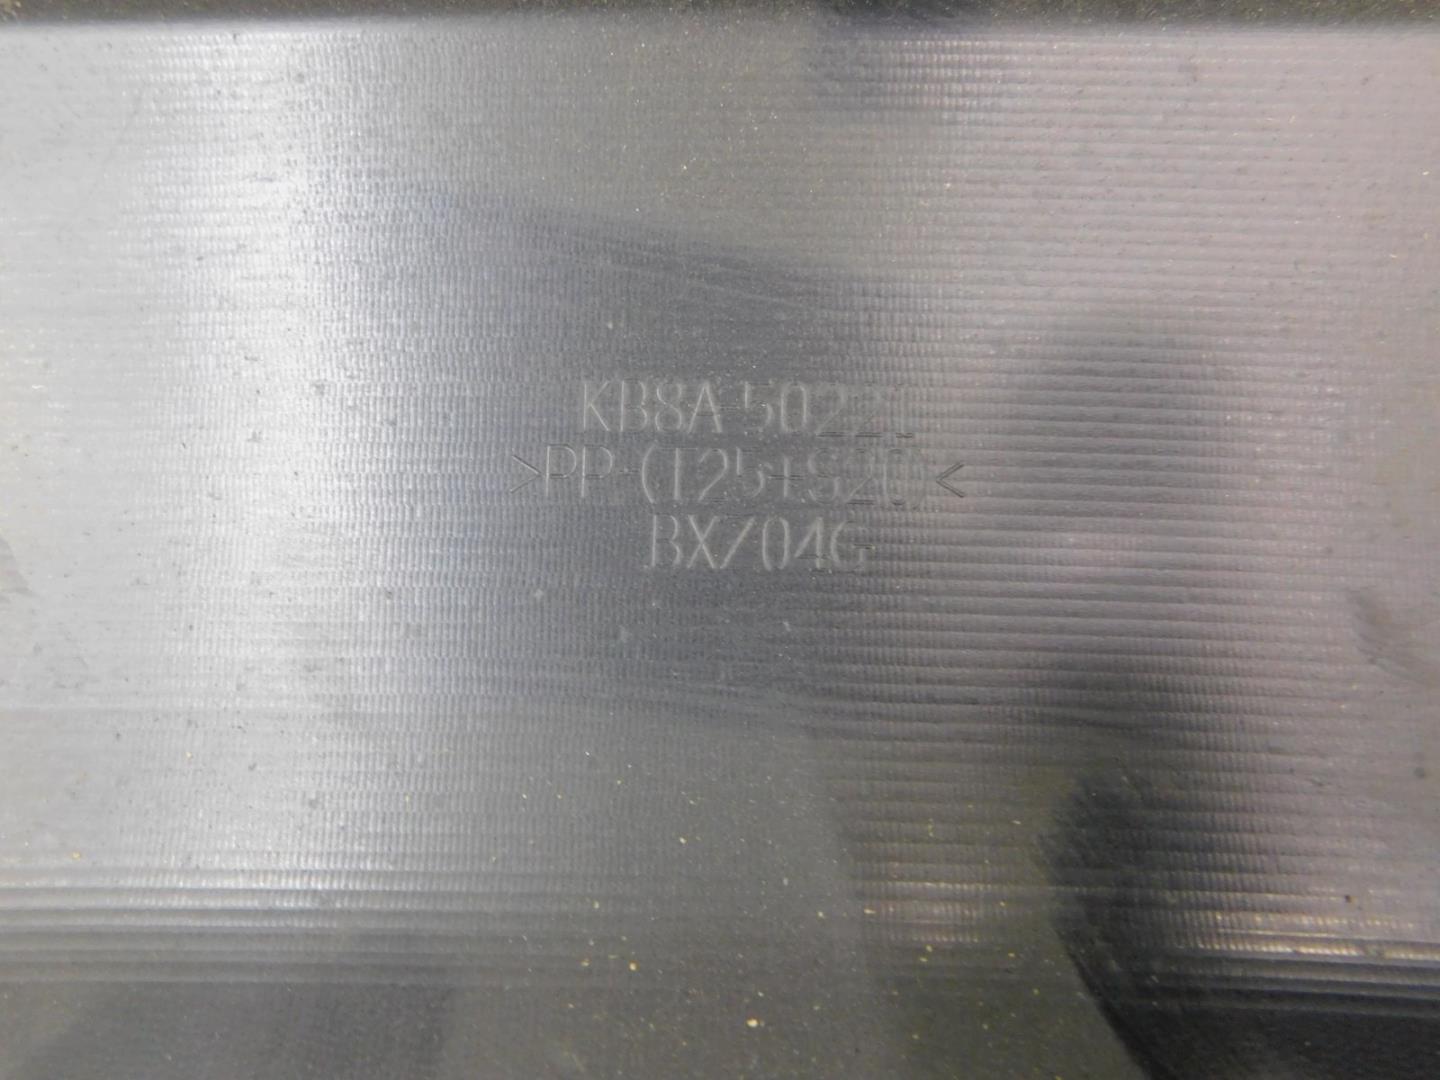 KB8A-50221
>PP-(T25+S20)<
BX/04G